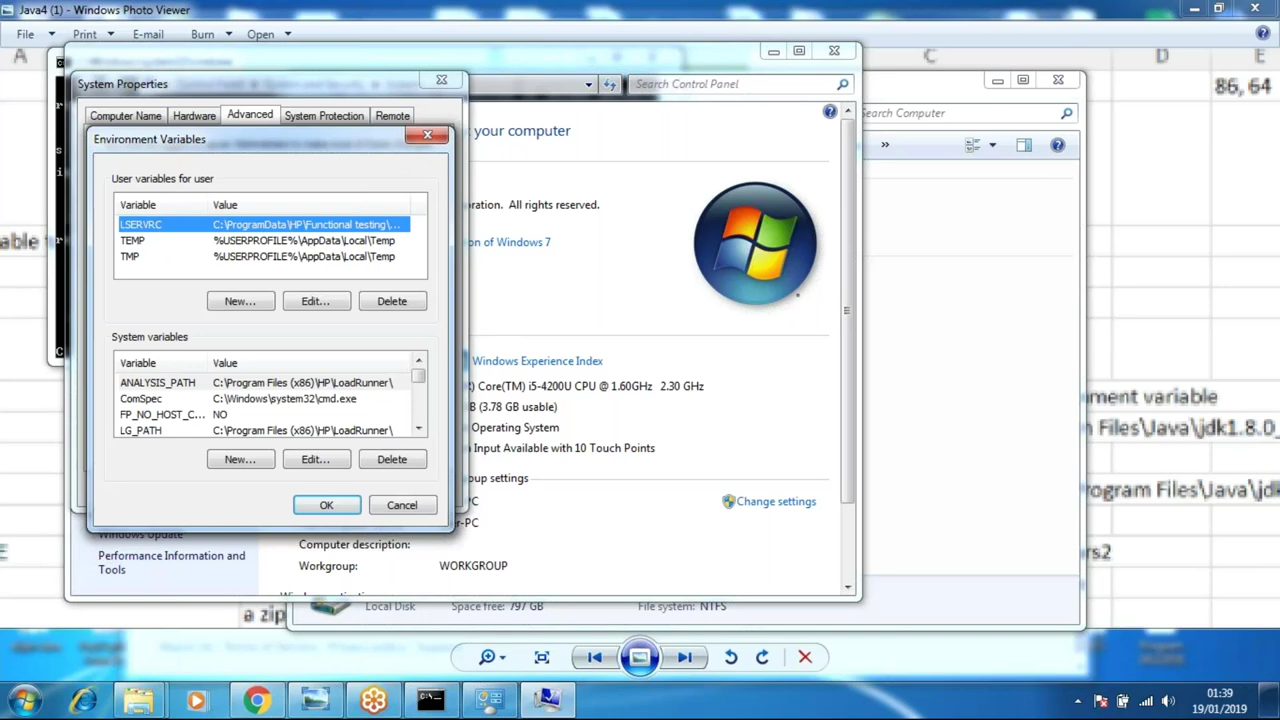 Java4 (1) - Windows Photo Viewer
File Print E-mail Burn Open
A C D E
86, 64
Search Control Panel
System Properties
earch Computer
Computer Name Hardware Advanced System Protection Remote
your computer
Environment Variables
User variables for user
Variable Value
LSERVRC C:\ProgramData\HP\Functional testing\...
TEMP %USERPROFILE%\AppData\Local\Temp
TMP %USERPROFILE%\AppData\Local\Temp
New... Edit... Delete
oration. All rights reserved.
on of Windows 7
System variables
Variable Value
ANALYSIS_PATH C:\Program Files (x86)\HP\LoadRunner\
ComSpec C:\Windows\system32\cmd.exe
FP_NO_HOST_C... NO
LG_PATH C:\Program Files (x86)\HP\LoadRunner\
New... Edit... Delete
OK Cancel
Windows Experience Index
) Core(TM) i5-4200U CPU @ 1.60GHz 2.30 GHz
B (3.78 GB usable)
Operating System
Input Available with 10 Touch Points
oup settings
PC
Change settings
r-PC
Computer description:
Workgroup: WORKGROUP
nment variable
Files\Java\jdk1.8.0_
rogram Files\Java\jdk
rs2
Windows Update
Performance Information and
Tools
a zip
Local Disk Space free: 797 GB File system: NTFS
01:39
19/01/2019